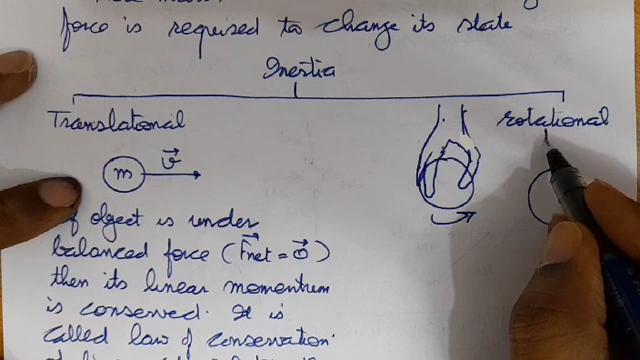 force is required to change its state
Inertia
Translational
rotational
m
v⃗
If object is under
balanced force (F⃗net = 0⃗)
then its linear momentum
is conserved. It is
called law of conservation